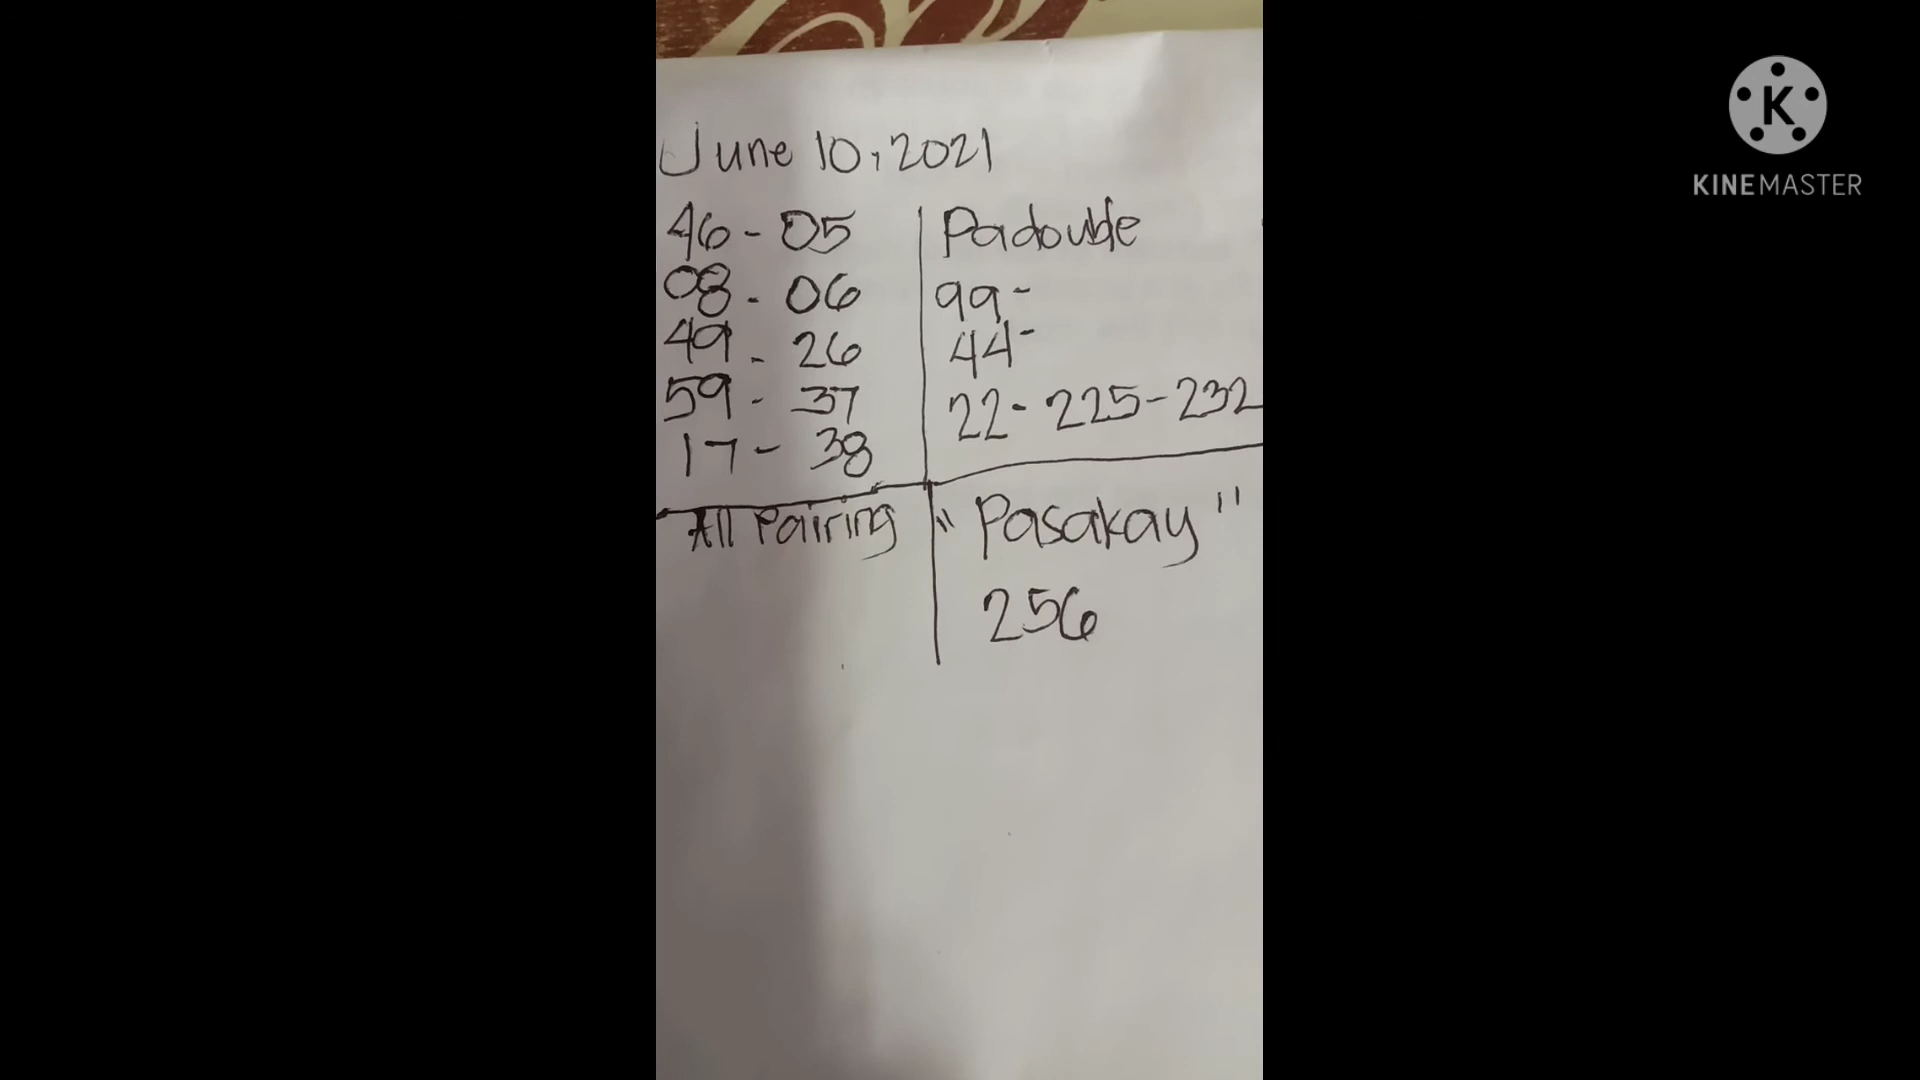 June 10, 2021
46 - 05
08 - 06
49 - 26
59 - 37
17 - 38
All Pairing
Padouble
99 -
44 -
22 - 225 - 232
"Pasakay"
256
KINEMASTER